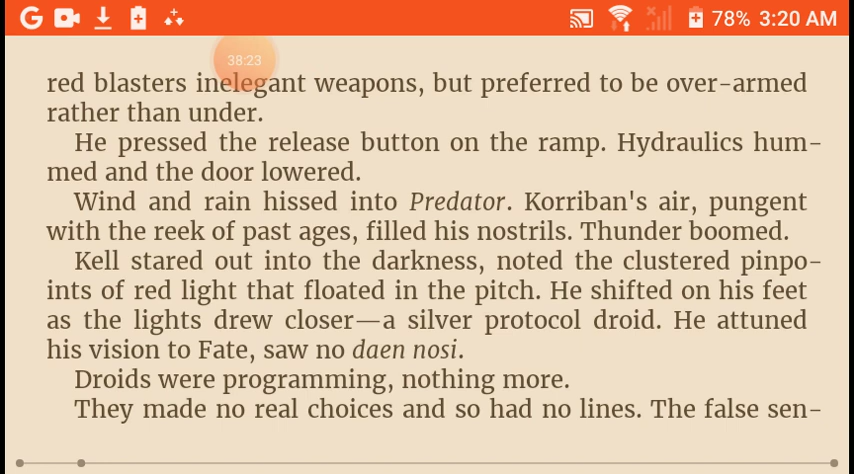 G 78% 3:20 AM
38:23
red blasters inelegant weapons, but preferred to be over-armed
rather than under.
He pressed the release button on the ramp. Hydraulics hum-
med and the door lowered.
Wind and rain hissed into Predator. Korriban's air, pungent
with the reek of past ages, filled his nostrils. Thunder boomed.
Kell stared out into the darkness, noted the clustered pinpo-
ints of red light that floated in the pitch. He shifted on his feet
as the lights drew closer—a silver protocol droid. He attuned
his vision to Fate, saw no daen nosi.
Droids were programming, nothing more.
They made no real choices and so had no lines. The false sen-